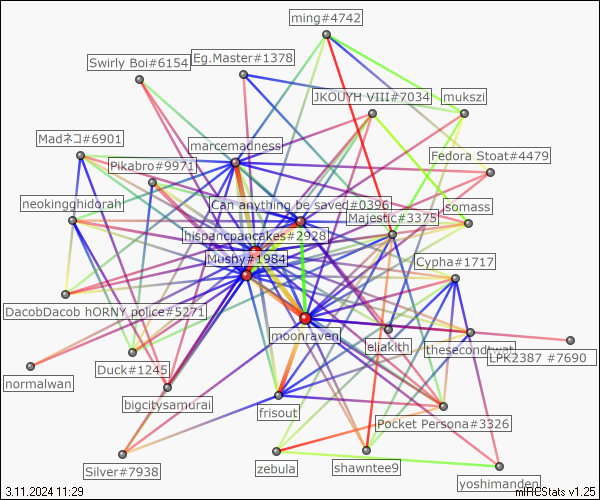 ming#4742
Swirly Boi#6154
Eg.Master#1378
JKOUYH VIII#7034
mukszi
Madネコ#6901
marcemadness
Pikabro#9971
Fedora Stoat#4479
neokingghidorah
Can anything be saved#0396
Majestic#3375
somass
hispancpancakes#2928
Mushy#1984
Cypha#1717
DacobDacob hORNY police#5271
moonraven
eliakith
thesecondtwat
LPK2387 #7690
normalwan
Duck#1245
bigcitysamurai
frisout
Pocket Persona#3326
Silver#7938
zebula
shawntee9
yoshimanden
3.11.2024 11:29
mIRCStats v1.25